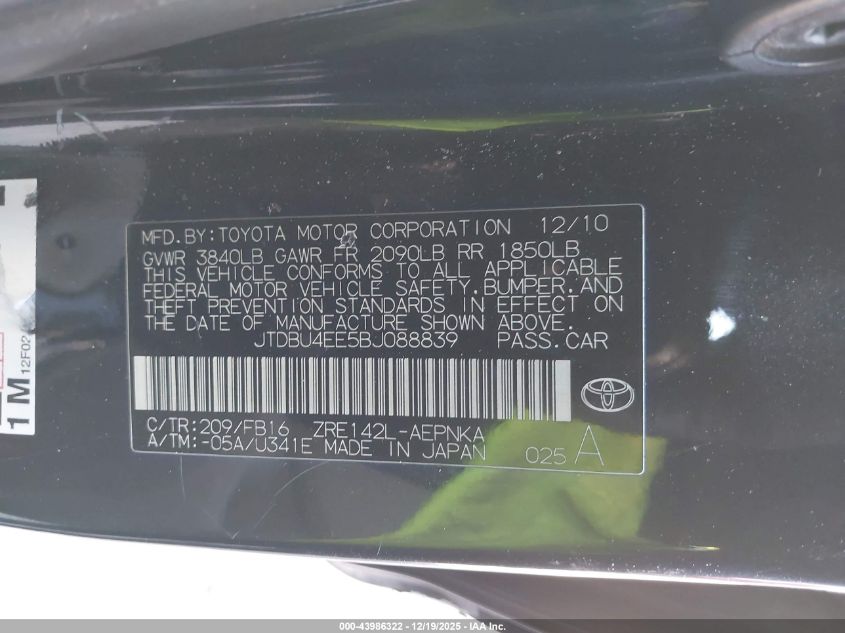 MFD.BY:TOYOTA MOTOR CORPORATION 12/10
GVWR 3840LB GAWR FR 2090LB RR 1850LB
THIS VEHICLE CONFORMS TO ALL APPLICABLE
FEDERAL MOTOR VEHICLE SAFETY,BUMPER,AND
THEFT PREVENTION STANDARDS IN EFFECT ON
THE DATE OF MANUFACTURE SHOWN ABOVE.
JTDBU4EE5BJ088839 PASS.CAR
C/TR:209/FB16 ZRE142L-AEPNKA
A/TM:-05A/U341E MADE IN JAPAN 025 A
1 M
12F02
000-43986322 - 12/19/2025 - IAA, Inc.